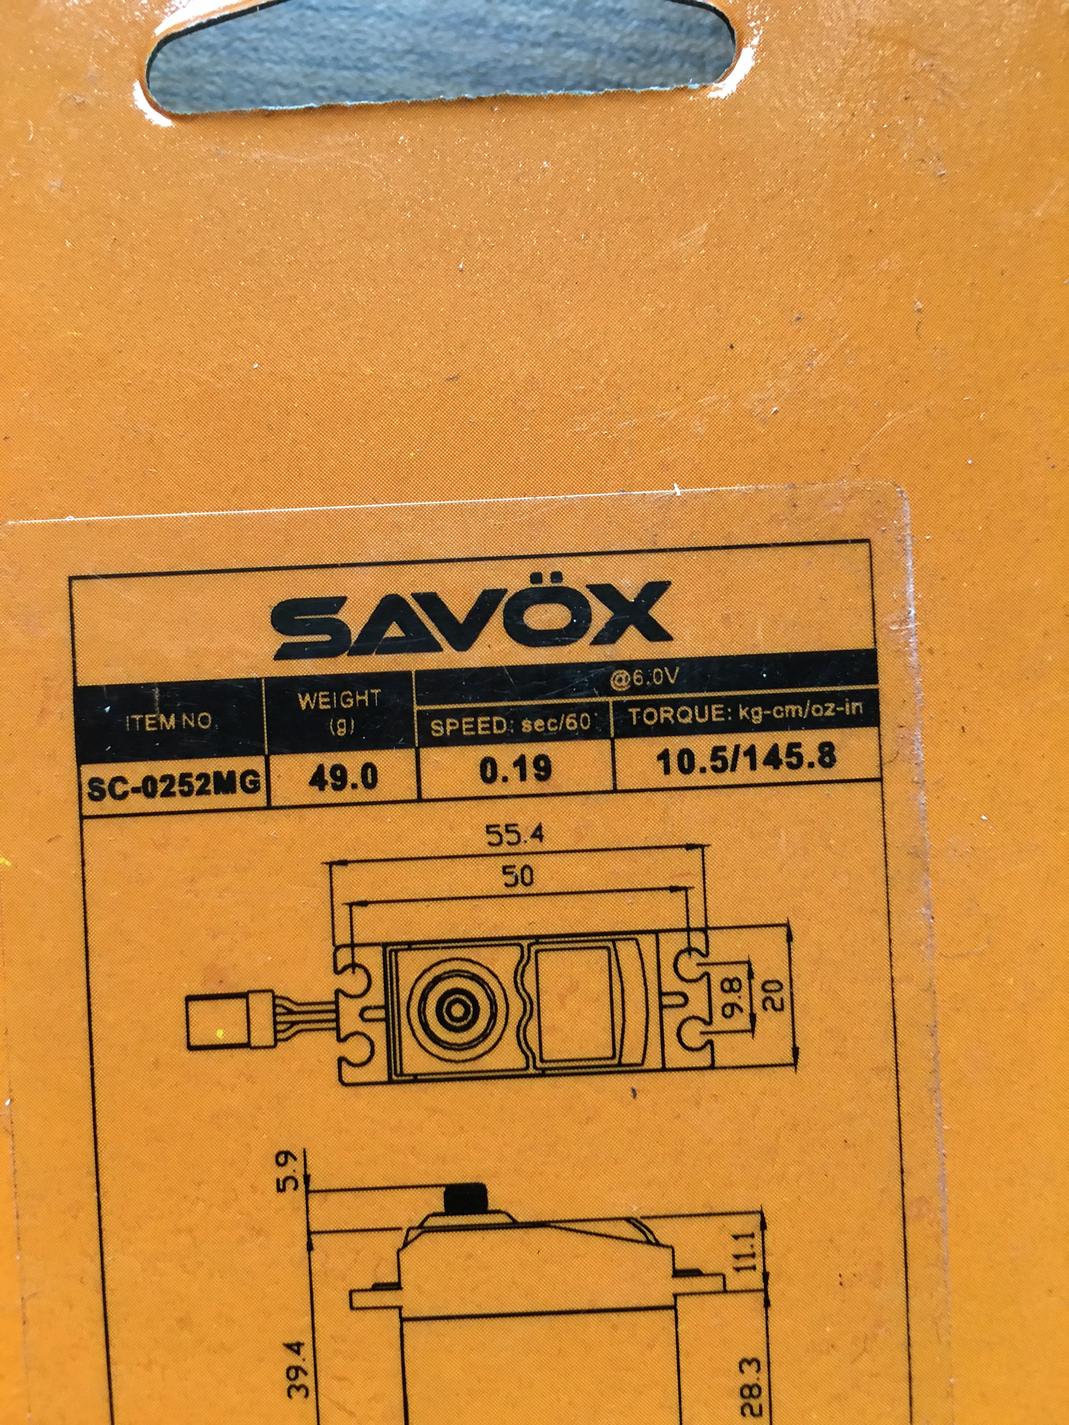 SAVÖX
ITEM NO. WEIGHT (g) @6.0V
SPEED: sec/60° TORQUE: kg-cm/oz-in
SC-0252MG 49.0 0.19 10.5/145.8
55.4
50
9.8
20
5.9
11.1
39.4
28.3